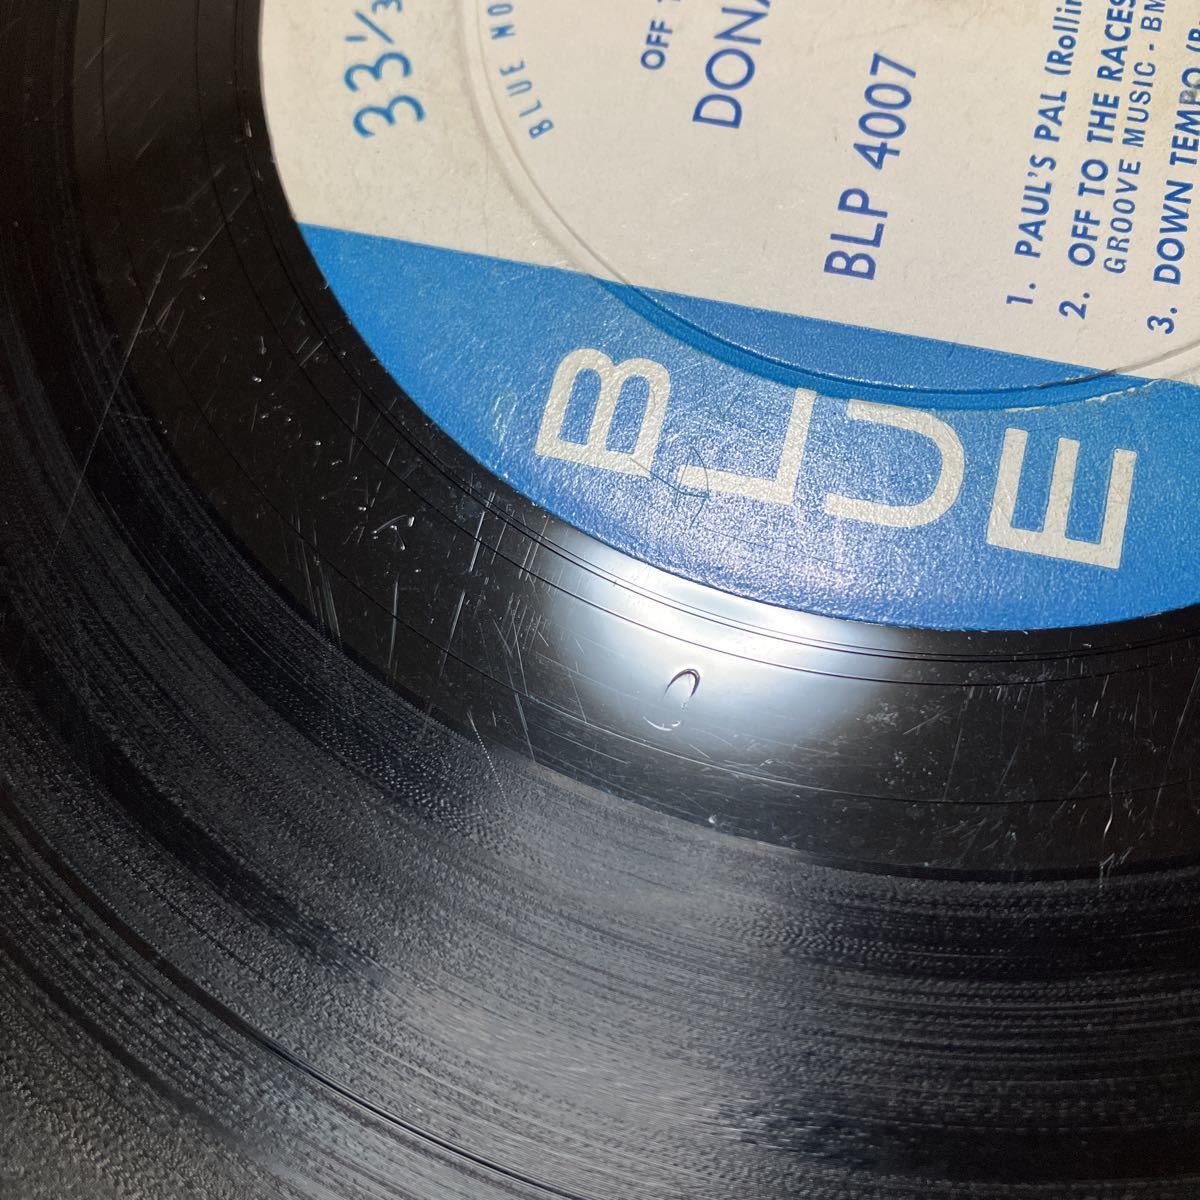 33⅓
BLUE NO
OFF
DONA
BLP 4007
1. PAUL'S PAL (Rollin
2. OFF TO THE RACES
GROOVE MUSIC - BM
3. DOWN TEMPO (B
BLUE